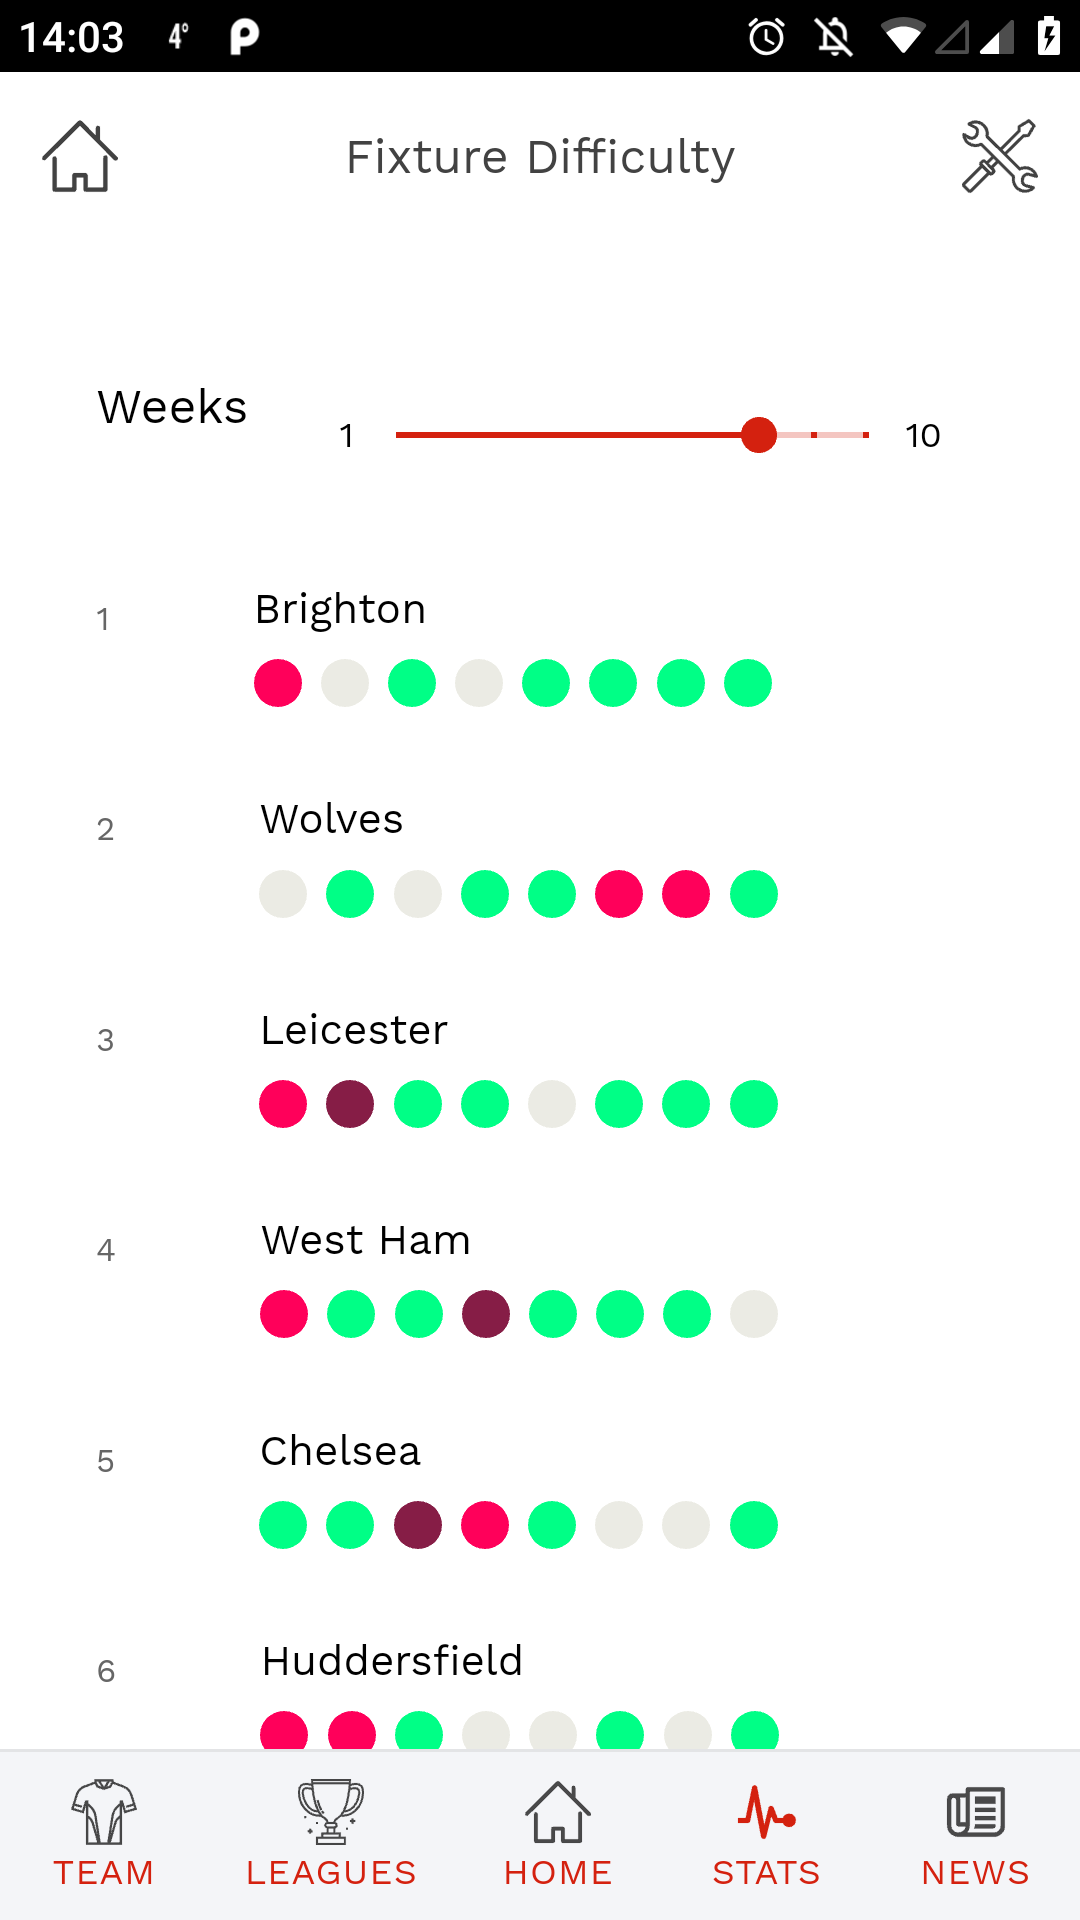 14:03 4°
Fixture Difficulty
Weeks
1 10
1 Brighton
2 Wolves
3 Leicester
4 West Ham
5 Chelsea
6 Huddersfield
TEAM LEAGUES HOME STATS NEWS